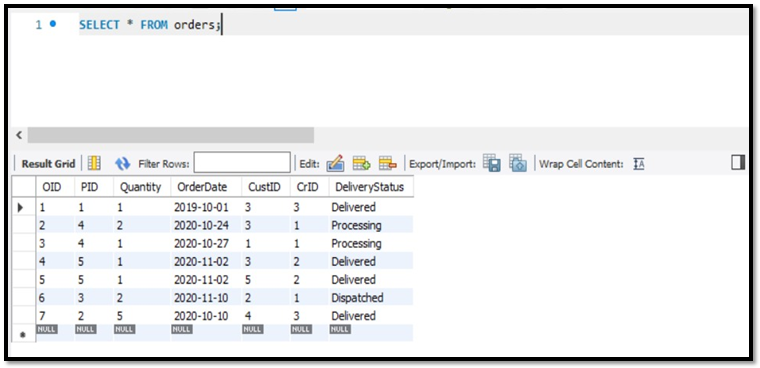 1 SELECT * FROM orders;
Result Grid Filter Rows: Edit: Export/Import: Wrap Cell Content:
OID PID Quantity OrderDate CustID CrID DeliveryStatus
1 1 1 2019-10-01 3 3 Delivered
2 4 2 2020-10-24 3 1 Processing
3 4 1 2020-10-27 1 1 Processing
4 5 1 2020-11-02 3 2 Delivered
5 5 1 2020-11-02 5 2 Delivered
6 3 2 2020-11-10 2 1 Dispatched
7 2 5 2020-10-10 4 3 Delivered
NULL NULL NULL NULL NULL NULL NULL